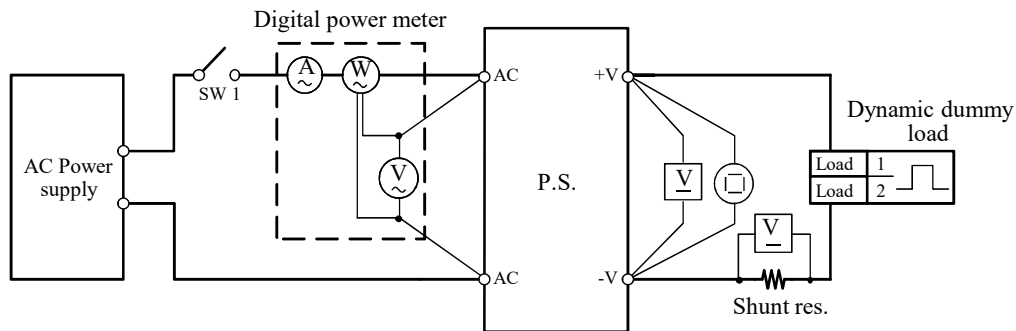 Digital power meter
SW 1
A
W
AC
+V
Dynamic dummy
load
AC Power
supply
V
P.S.
V
Load 1
Load 2
V
AC
-V
Shunt res.